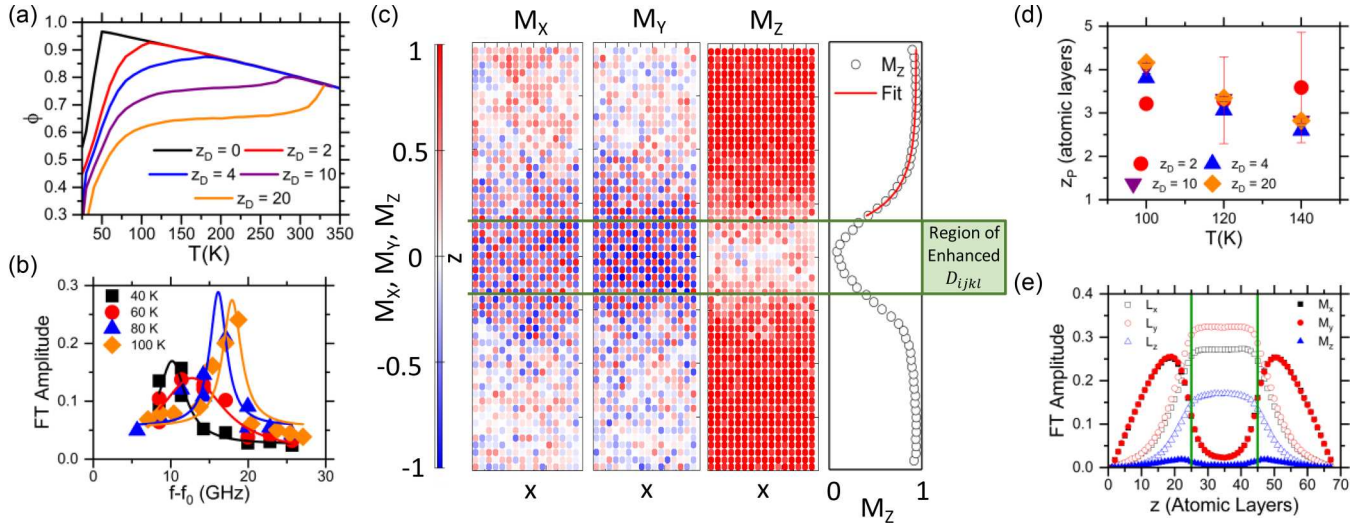 (a)
1.0
0.9
0.8
0.7
0.6
0.5
0.4
0.3
ϕ
z_D = 0
z_D = 2
z_D = 4
z_D = 10
z_D = 20
50 100 150 200 250 300 350
T(K)
(b)
0.3
0.2
0.1
0.0
FT Amplitude
40 K
60 K
80 K
100 K
0 10 20 30
f-f_0 (GHz)
(c)
M_X M_Y M_Z
1
0.5
0
-0.5
-1
M_X, M_Y, M_Z
z
x x x
M_Z
Fit
0 1
M_Z
Region of
Enhanced
D_{ijkl}
(d)
5
4
3
2
1
z_P (atomic layers)
z_D = 2 z_D = 4
z_D = 10 z_D = 20
100 120 140
T(K)
(e)
0.4
0.3
0.2
0.1
0.0
FT Amplitude
L_x M_x
L_y M_y
L_z M_z
0 10 20 30 40 50 60 70
z (Atomic Layers)